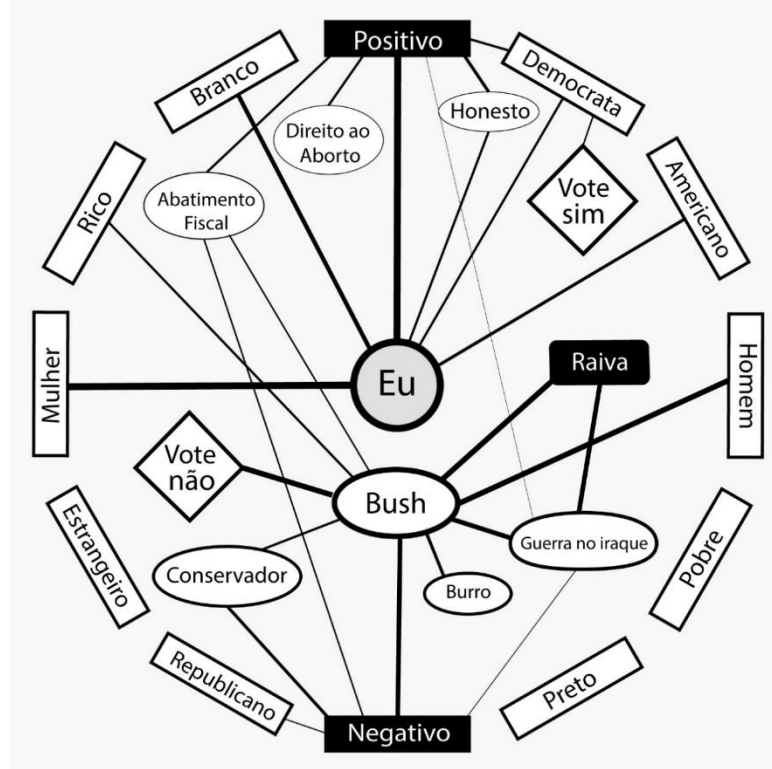 Positivo
Branco
Democrata
Honesto
Direito ao
Aborto
Abatimento
Fiscal
Rico
Vote
sim
Americano
Mulher
Eu
Raiva
Homem
Vote
não
Bush
Estrangeiro
Conservador
Burro
Guerra no iraque
Pobre
Republicano
Preto
Negativo